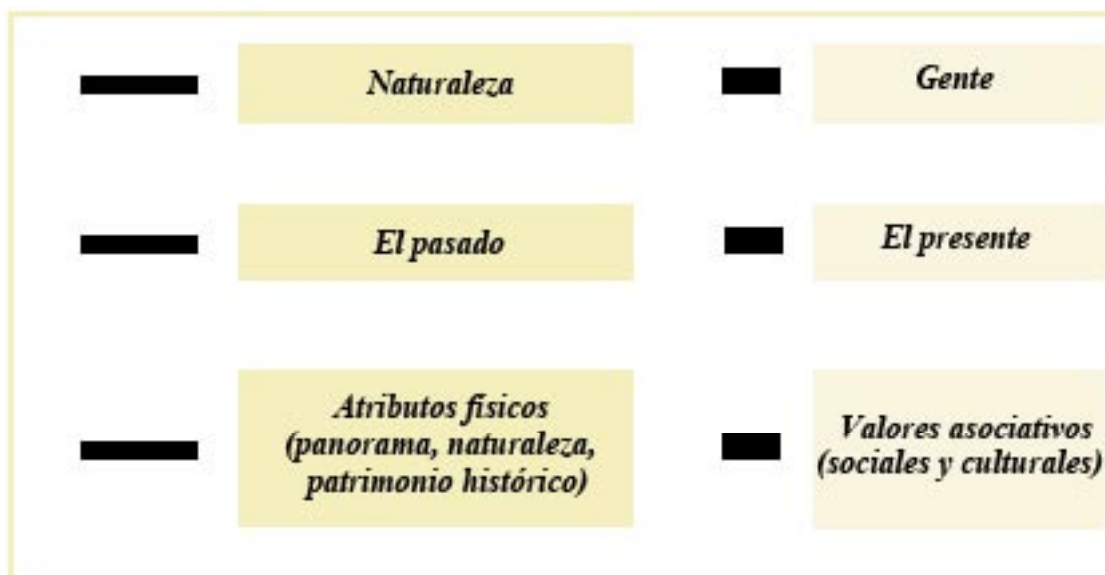 Naturaleza
Gente
El pasado
El presente
Atributos físicos
(panorama, naturaleza,
patrimonio histórico)
Valores asociativos
(sociales y culturales)